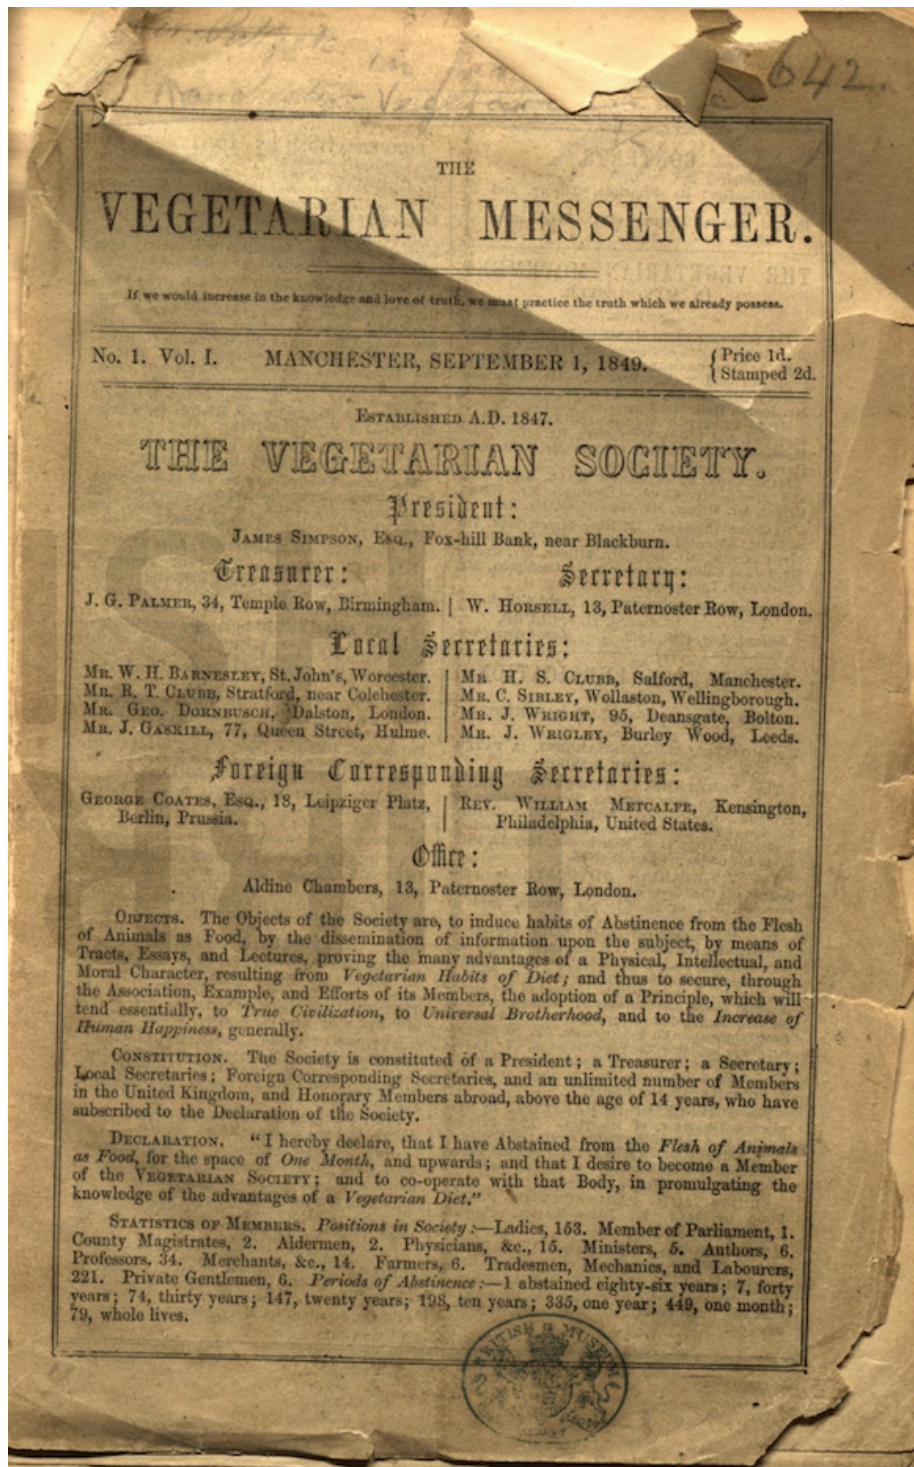 642.
THE
VEGETARIAN MESSENGER.
If we would increase in the knowledge and love of truth, we must practice the truth which we already possess.
No. 1. Vol. I. MANCHESTER, SEPTEMBER 1, 1849. { Price 1d.
{ Stamped 2d.
ESTABLISHED A.D. 1847.
THE VEGETARIAN SOCIETY.
President:
JAMES SIMPSON, ESQ., Fox-hill Bank, near Blackburn.
Treasurer:
J. G. PALMER, 34, Temple Row, Birmingham.
Secretary:
W. HORSELL, 13, Paternoster Row, London.
Local Secretaries:
MR. W. H. BARNESLEY, St. John's, Worcester.
MR. R. T. CLUBB, Stratford, near Colchester.
MR. GEO. DORNBUSCH, Dalston, London.
MR. J. GASKILL, 77, Queen Street, Hulme.
MR. H. S. CLUBB, Salford, Manchester.
MR. C. SIBLEY, Wollaston, Wellingborough.
MR. J. WRIGHT, 95, Deansgate, Bolton.
MR. J. WRIGLEY, Burley Wood, Leeds.
Foreign Corresponding Secretaries:
GEORGE COATES, ESQ., 18, Leipziger Platz,
Berlin, Prussia.
REV. WILLIAM METCALFE, Kensington,
Philadelphia, United States.
Office:
Aldine Chambers, 13, Paternoster Row, London.
OBJECTS. The Objects of the Society are, to induce habits of Abstinence from the Flesh
of Animals as Food, by the dissemination of information upon the subject, by means of
Tracts, Essays, and Lectures, proving the many advantages of a Physical, Intellectual, and
Moral Character, resulting from Vegetarian Habits of Diet; and thus to secure, through
the Association, Example, and Efforts of its Members, the adoption of a Principle, which will
tend essentially, to True Civilization, to Universal Brotherhood, and to the Increase of
Human Happiness, generally.
CONSTITUTION. The Society is constituted of a President; a Treasurer; a Secretary;
Local Secretaries; Foreign Corresponding Secretaries, and an unlimited number of Members
in the United Kingdom, and Honorary Members abroad, above the age of 14 years, who have
subscribed to the Declaration of the Society.
DECLARATION. "I hereby declare, that I have Abstained from the Flesh of Animals
as Food, for the space of One Month, and upwards; and that I desire to become a Member
of the VEGETARIAN SOCIETY; and to co-operate with that Body, in promulgating the
knowledge of the advantages of a Vegetarian Diet."
STATISTICS OF MEMBERS. Positions in Society:—Ladies, 153. Member of Parliament, 1.
County Magistrates, 2. Aldermen, 2. Physicians, &c., 15. Ministers, 5. Authors, 6.
Professors, 34. Merchants, &c., 14. Farmers, 6. Tradesmen, Mechanics, and Labourers,
221. Private Gentlemen, 6. Periods of Abstinence:—1 abstained eighty-six years; 7, forty
years; 74, thirty years; 147, twenty years; 198, ten years; 335, one year; 449, one month;
79, whole lives.
BRITISH MUSEUM